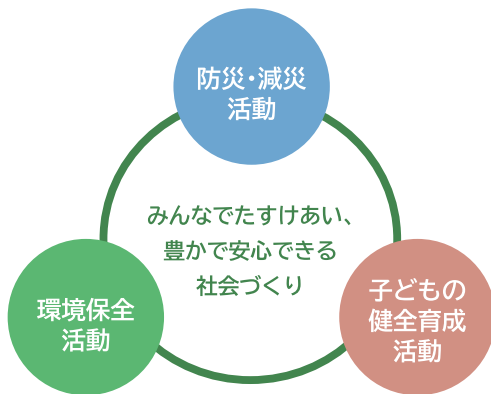 防災・減災
活動
みんなでたすけあい、
豊かで安心できる
社会づくり
環境保全
活動
子どもの
健全育成
活動